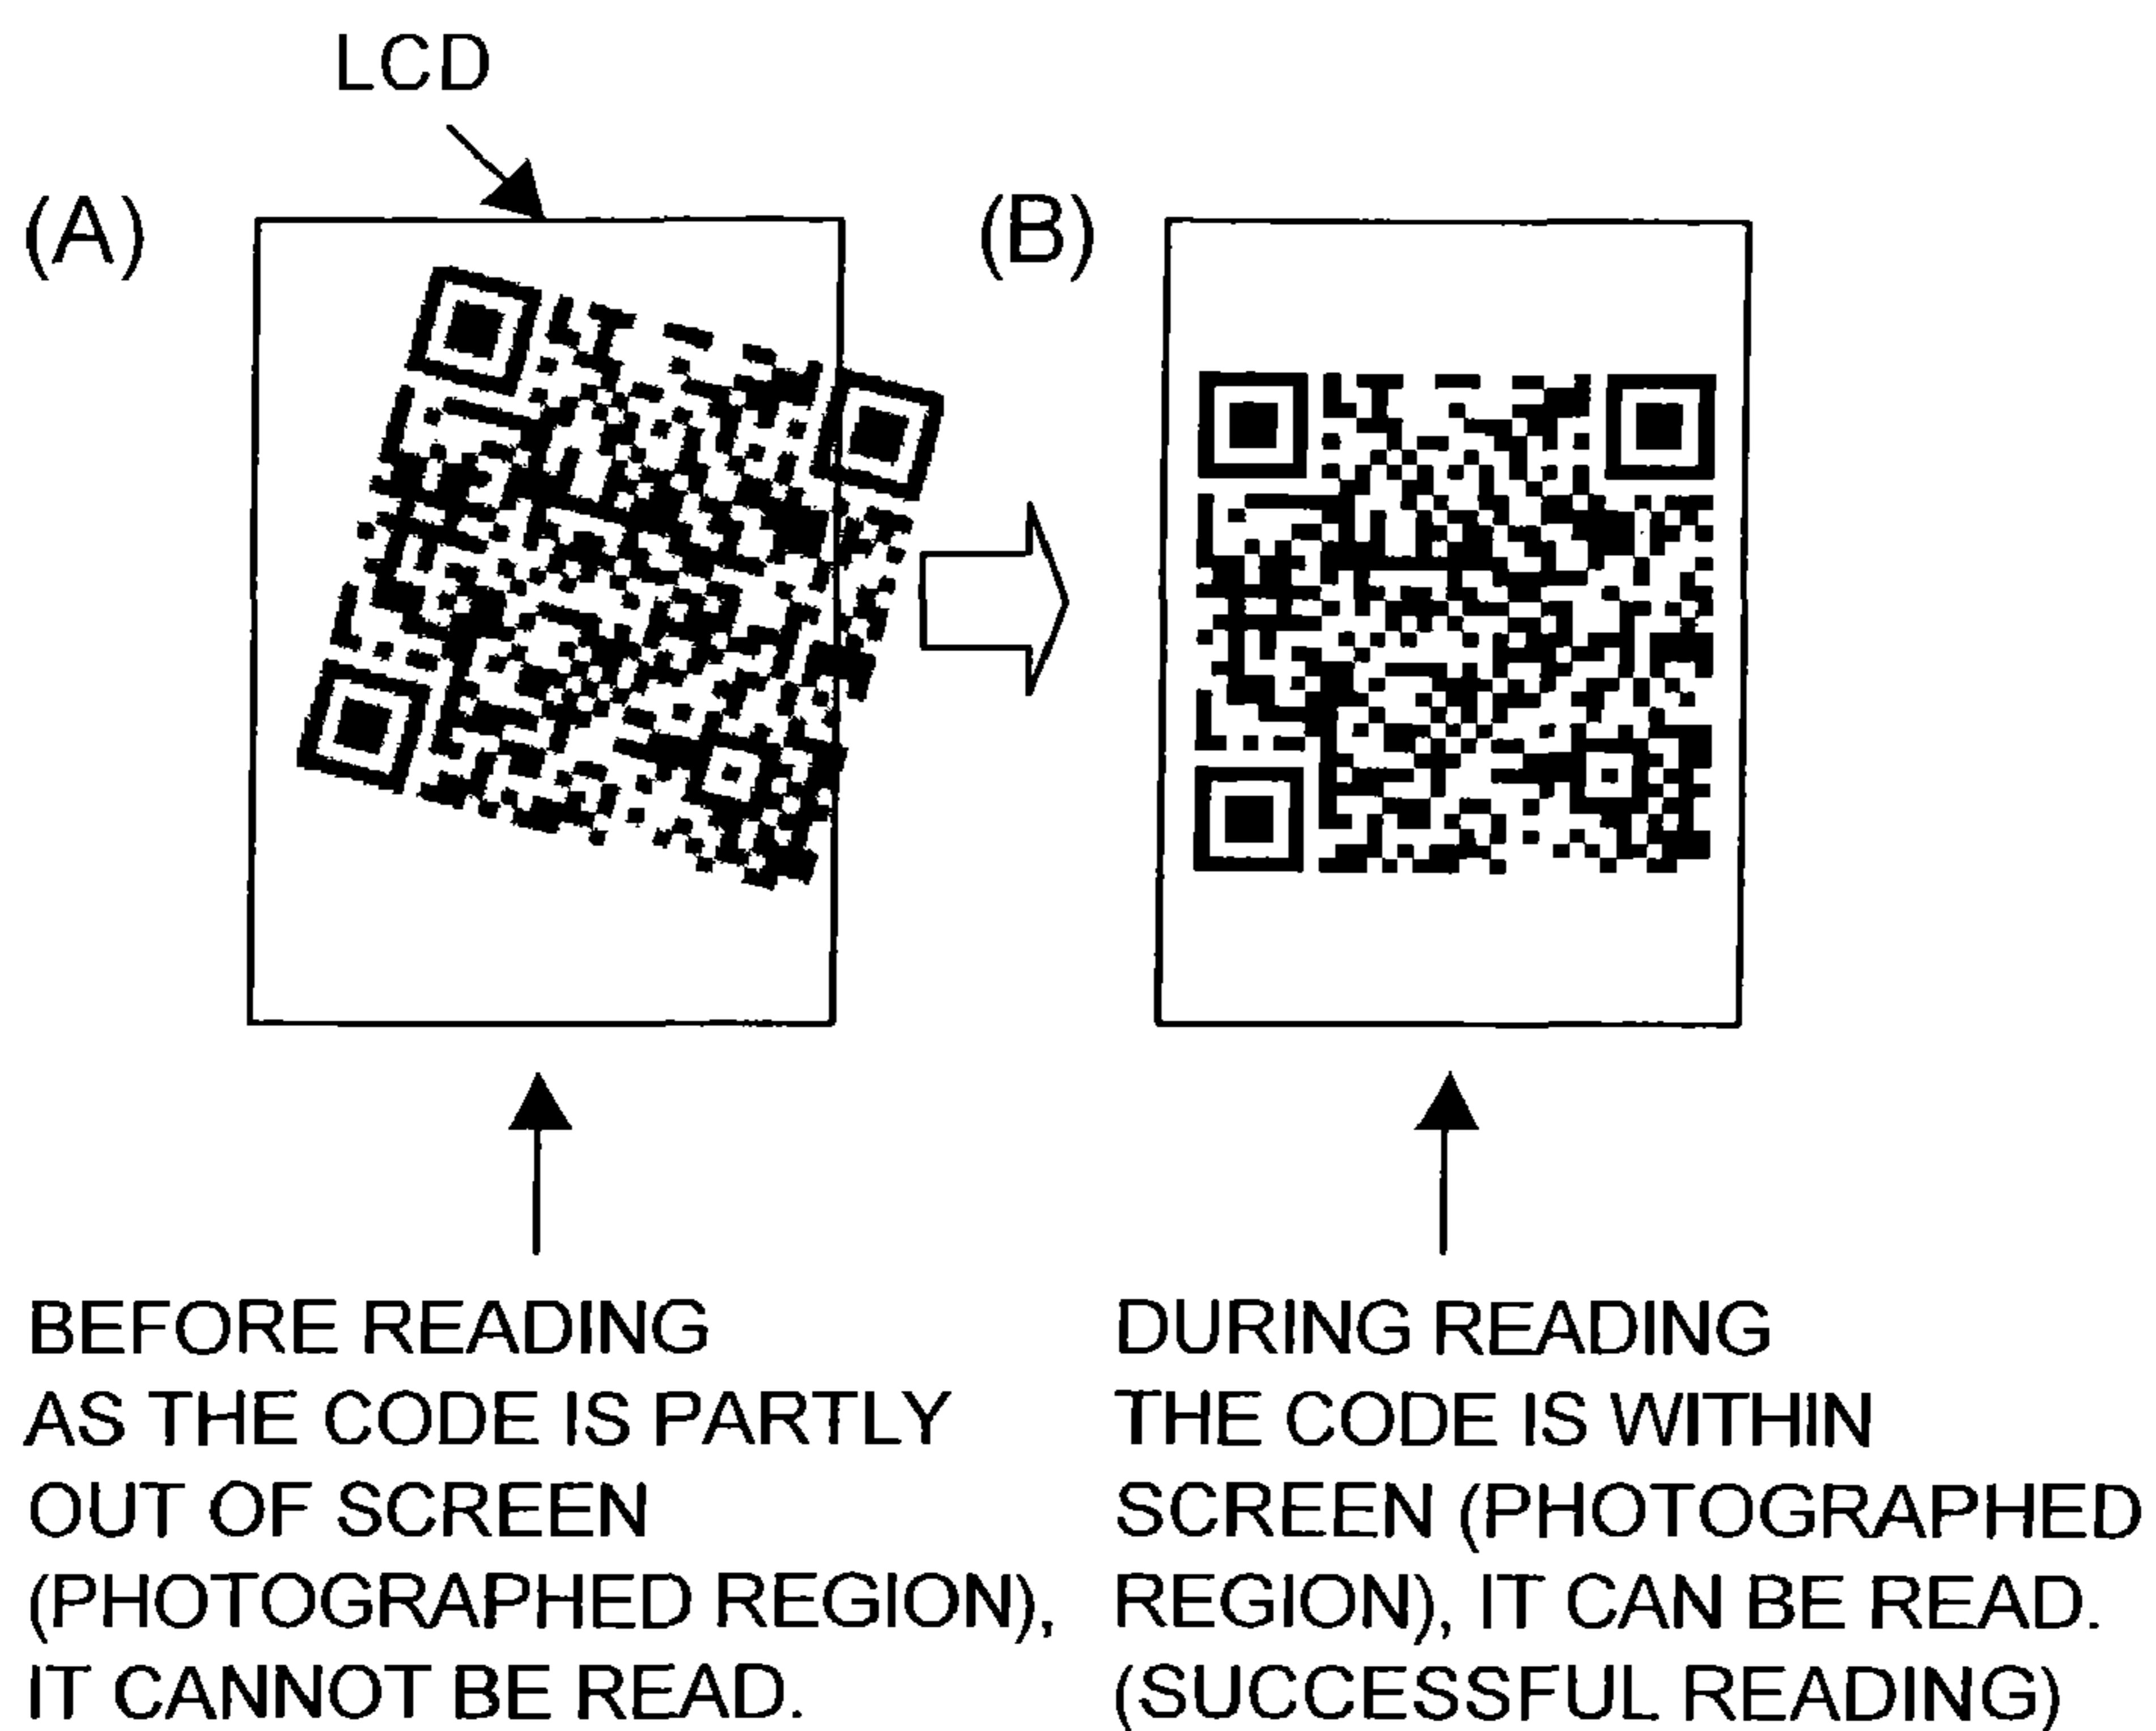 LCD
(A)
(B)
BEFORE READING
AS THE CODE IS PARTLY
OUT OF SCREEN
(PHOTOGRAPHED REGION),
IT CANNOT BE READ.
DURING READING
THE CODE IS WITHIN
SCREEN (PHOTOGRAPHED
REGION), IT CAN BE READ.
(SUCCESSFUL READING)